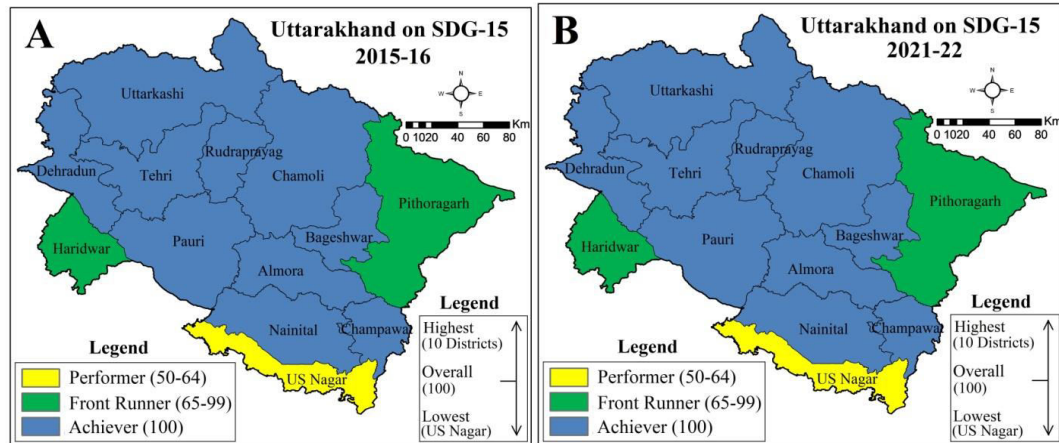 A
Uttarakhand on SDG-15
2015-16
N
W E
S
Km
0 1020 40 60 80
Uttarkashi
Dehradun
Tehri
Rudraprayag
Chamoli
Pithoragarh
Haridwar
Pauri
Bageshwar
Almora
Nainital
Champawat
US Nagar
Legend
Performer (50-64)
Front Runner (65-99)
Achiever (100)
Legend
Highest
(10 Districts)
Overall
(100)
Lowest
(US Nagar)
B
Uttarakhand on SDG-15
2021-22
N
W E
S
Km
0 1020 40 60 80
Uttarkashi
Dehradun
Tehri
Rudraprayag
Chamoli
Pithoragarh
Haridwar
Pauri
Bageshwar
Almora
Nainital
Champawat
US Nagar
Legend
Performer (50-64)
Front Runner (65-99)
Achiever (100)
Legend
Highest
(10 Districts)
Overall
(100)
Lowest
(US Nagar)